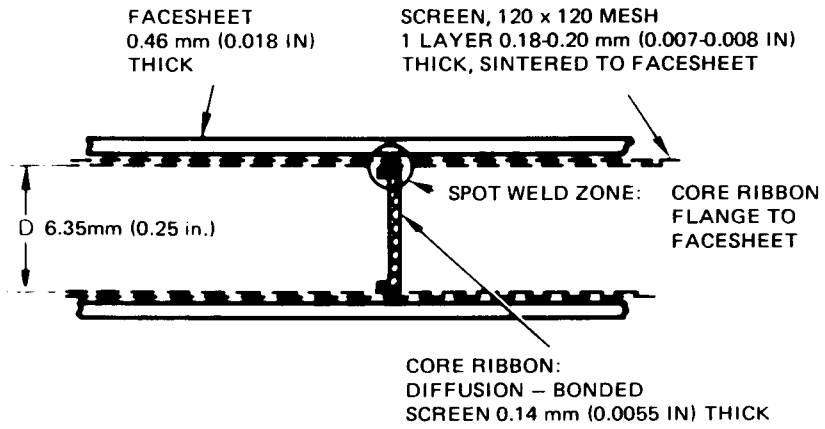 FACESHEET
0.46 mm (0.018 IN)
THICK
SCREEN, 120 x 120 MESH
1 LAYER 0.18-0.20 mm (0.007-0.008 IN)
THICK, SINTERED TO FACESHEET
SPOT WELD ZONE: CORE RIBBON
FLANGE TO
FACESHEET
D 6.35mm (0.25 in.)
CORE RIBBON:
DIFFUSION – BONDED
SCREEN 0.14 mm (0.0055 IN) THICK